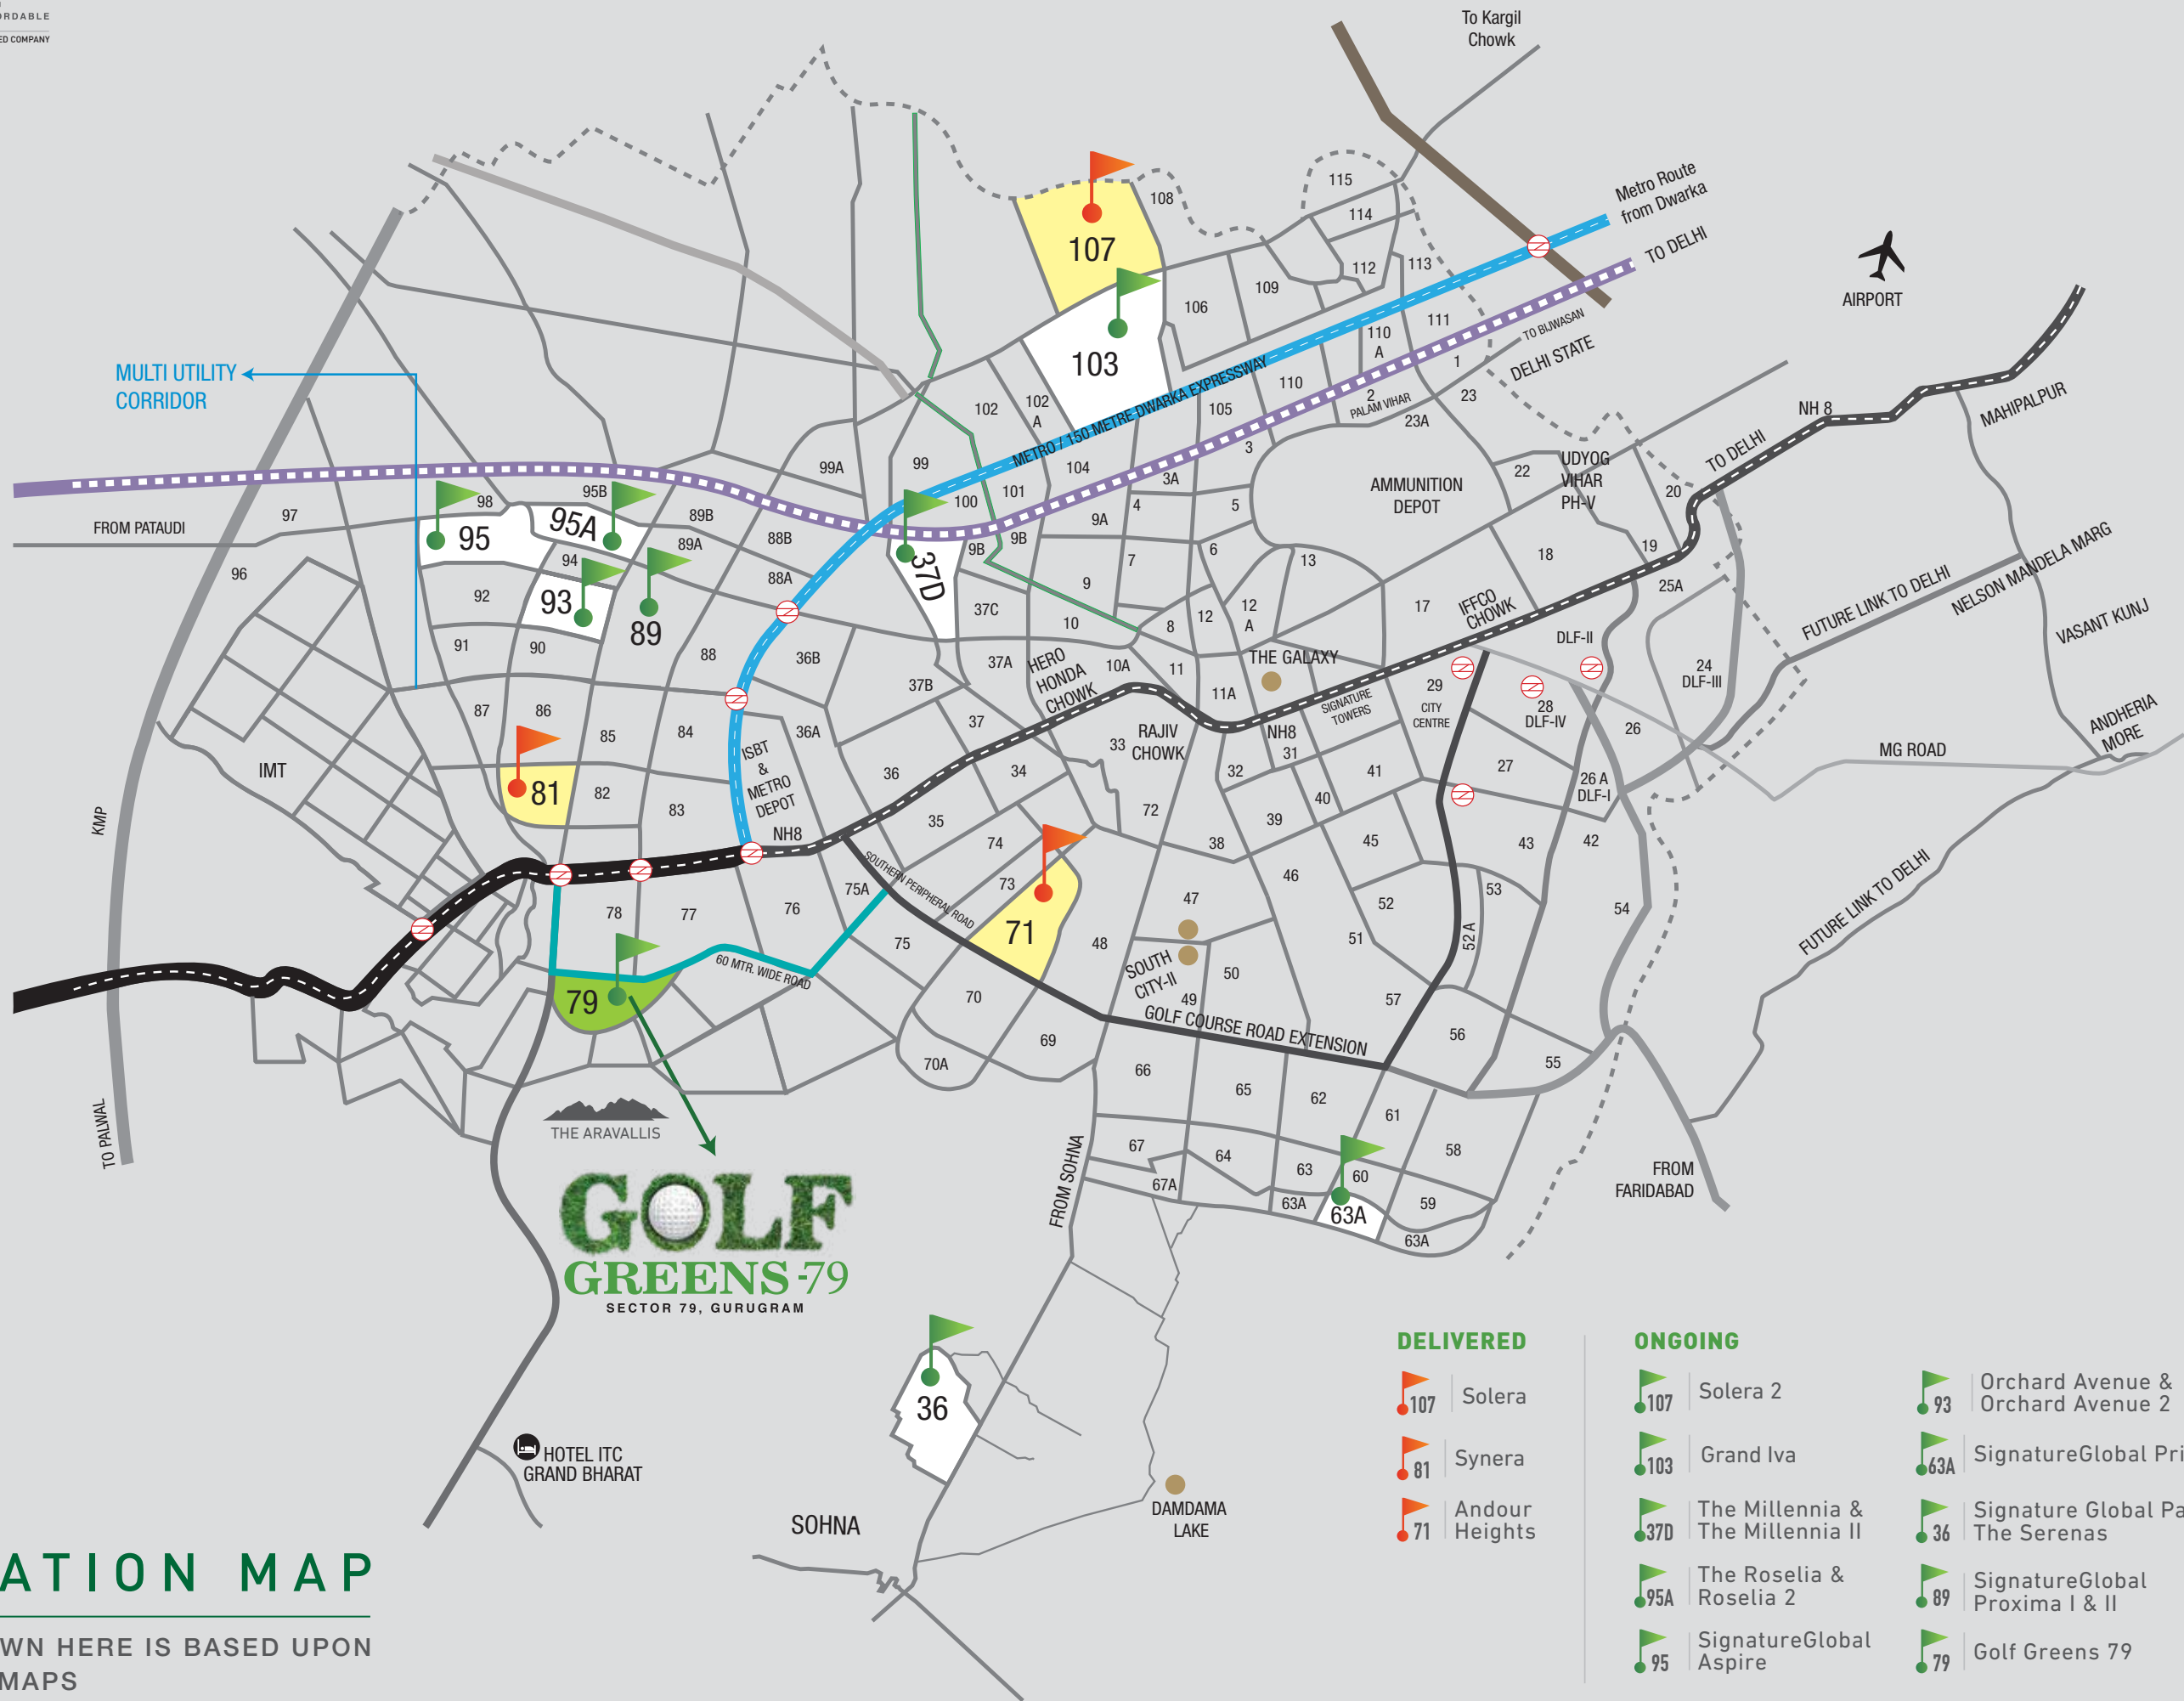 ORDABLE
ED COMPANY
To Kargil
Chowk
Metro Route
from Dwarka
TO DELHI
AIRPORT
115
114
108
107
112
113
109
106
103
111
110
A
110
TO BIJWASAN
DELHI STATE
1
2
PALAM VIHAR
23
23A
MULTI UTILITY
CORRIDOR
METRO / 150 METRE DWARKA EXPRESSWAY
102
102
A
105
3
104
3A
99A
99
100
101
NH 8
MAHIPALPUR
TO DELHI
UDYOG
VIHAR
PH-V
22
20
AMMUNITION
DEPOT
FROM PATAUDI
97
98
95B
95
95A
89B
88B
89A
94
37D
9B
9B
9A
4
5
6
7
13
18
19
96
92
93
89
88A
9
37C
10
8
12
12
A
17
IFFCO
CHOWK
25A
FUTURE LINK TO DELHI
NELSON MANDELA MARG
VASANT KUNJ
91
90
88
36B
37A
HERO
HONDA
CHOWK
10A
11
THE GALAXY
DLF-II
24
DLF-III
37B
11A
SIGNATURE
TOWERS
29
CITY
CENTRE
28
DLF-IV
26
ANDHERIA
MORE
MG ROAD
87
86
85
84
36A
37
33
RAJIV
CHOWK
NH8
31
ISBT
&
METRO
DEPOT
IMT
81
82
83
NH8
36
34
35
32
41
40
39
27
26 A
DLF-I
KMP
72
38
45
43
42
SOUTHERN PERIPHERAL ROAD
74
73
71
75A
46
47
52
53
52 A
54
FUTURE LINK TO DELHI
78
77
76
75
60 MTR. WIDE ROAD
79
48
SOUTH
CITY-II
49
50
51
57
56
55
70
69
70A
GOLF COURSE ROAD EXTENSION
66
65
62
61
58
67
64
63
60
59
67A
63A
63A
63A
TO PALWAL
THE ARAVALLIS
FROM SOHNA
FROM
FARIDABAD
GOLF
GREENS-79
SECTOR 79, GURUGRAM
36
HOTEL ITC
GRAND BHARAT
SOHNA
DAMDAMA
LAKE
DELIVERED
107 Solera
81 Synera
71 Andour
Heights
ONGOING
107 Solera 2
103 Grand Iva
37D The Millennia &
The Millennia II
95A The Roselia &
Roselia 2
95 SignatureGlobal
Aspire
93 Orchard Avenue &
Orchard Avenue 2
63A SignatureGlobal Pri
36 Signature Global Pa
The Serenas
89 SignatureGlobal
Proxima I & II
79 Golf Greens 79
ATION MAP
WN HERE IS BASED UPON
MAPS